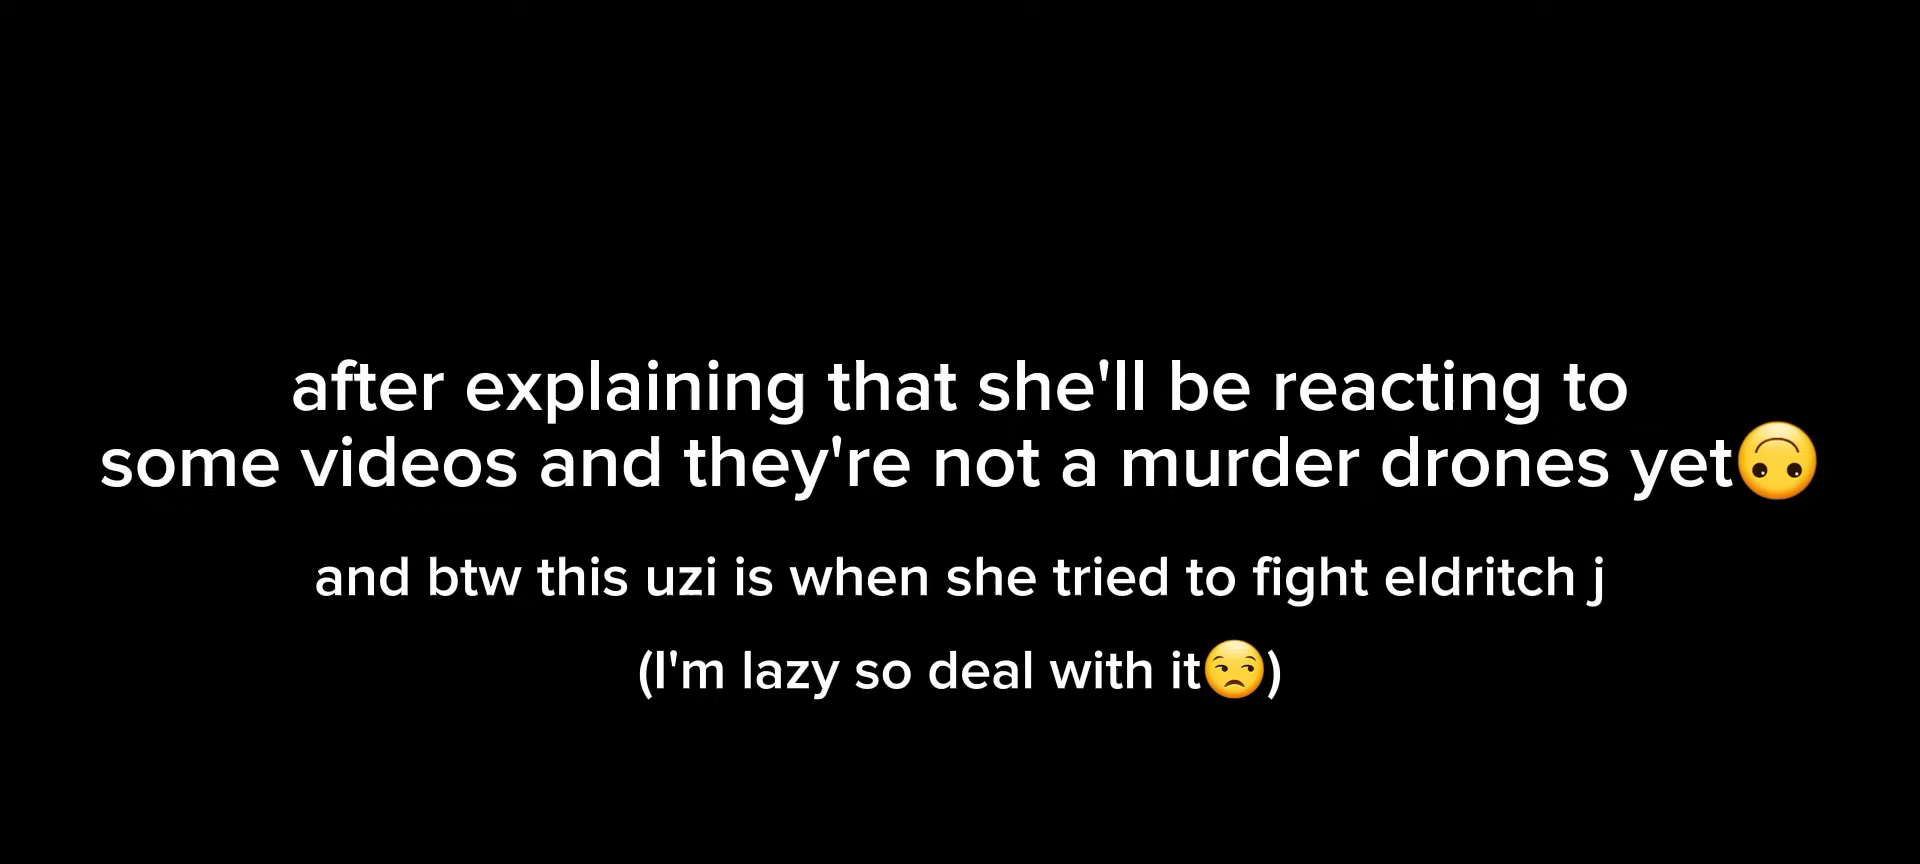 after explaining that she'll be reacting to
some videos and they're not a murder drones yet🙃
and btw this uzi is when she tried to fight eldritch j
(I'm lazy so deal with it😒)